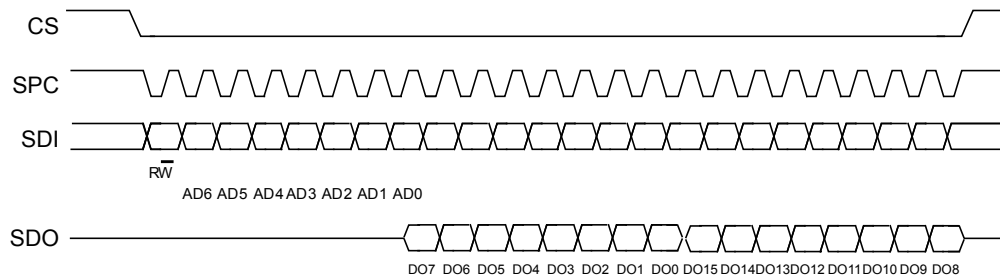 CS
SPC
SDI
RW̅
AD6 AD5 AD4 AD3 AD2 AD1 AD0
SDO
DO7 DO6 DO5 DO4 DO3 DO2 DO1 DO0 DO15 DO14 DO13 DO12 DO11 DO10 DO9 DO8